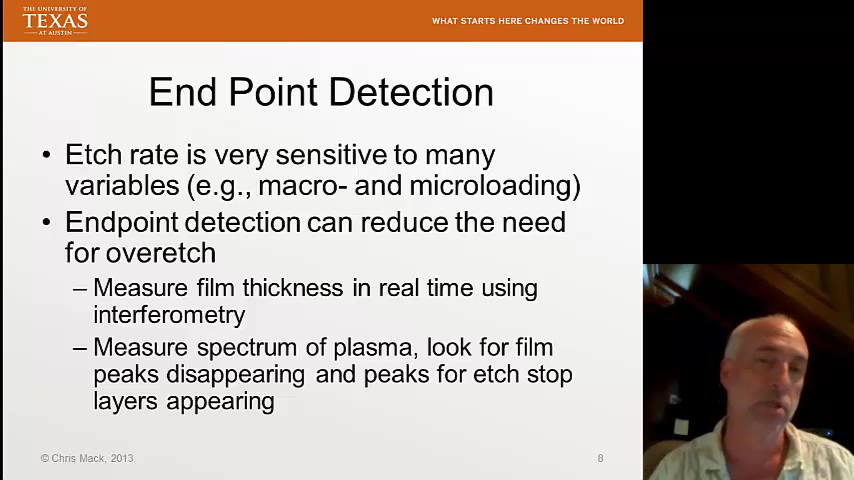 THE UNIVERSITY OF
TEXAS
AT AUSTIN
WHAT STARTS HERE CHANGES THE WORLD
End Point Detection
• Etch rate is very sensitive to many
variables (e.g., macro- and microloading)
• Endpoint detection can reduce the need
for overetch
– Measure film thickness in real time using
interferometry
– Measure spectrum of plasma, look for film
peaks disappearing and peaks for etch stop
layers appearing
© Chris Mack, 2013
8